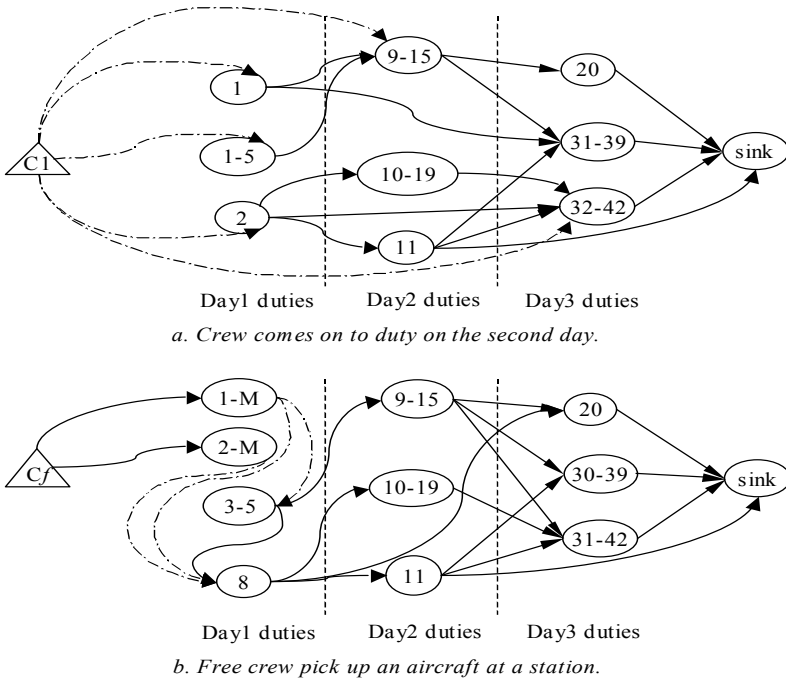 9-15
20
1
31-39
C1
1-5
sink
10-19
32-42
2
11
Day1 duties Day2 duties Day3 duties
a. Crew comes on to duty on the second day.
1-M
9-15
20
2-M
Cf
30-39
sink
3-5
10-19
31-42
8
11
Day1 duties Day2 duties Day3 duties
b. Free crew pick up an aircraft at a station.